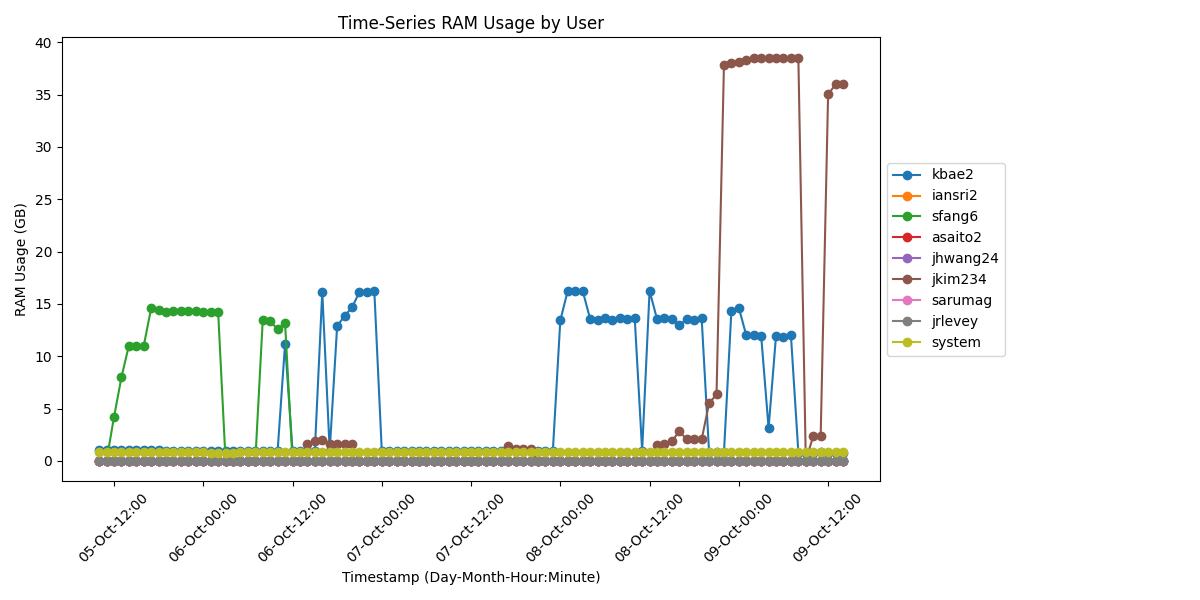 Time-Series RAM Usage by User
RAM Usage (GB)
40
35
30
25
20
15
10
5
0
05-Oct-12:00
06-Oct-00:00
06-Oct-12:00
07-Oct-00:00
07-Oct-12:00
08-Oct-00:00
08-Oct-12:00
09-Oct-00:00
09-Oct-12:00
Timestamp (Day-Month-Hour:Minute)
kbae2
iansri2
sfang6
asaito2
jhwang24
jkim234
sarumag
jrlevey
system